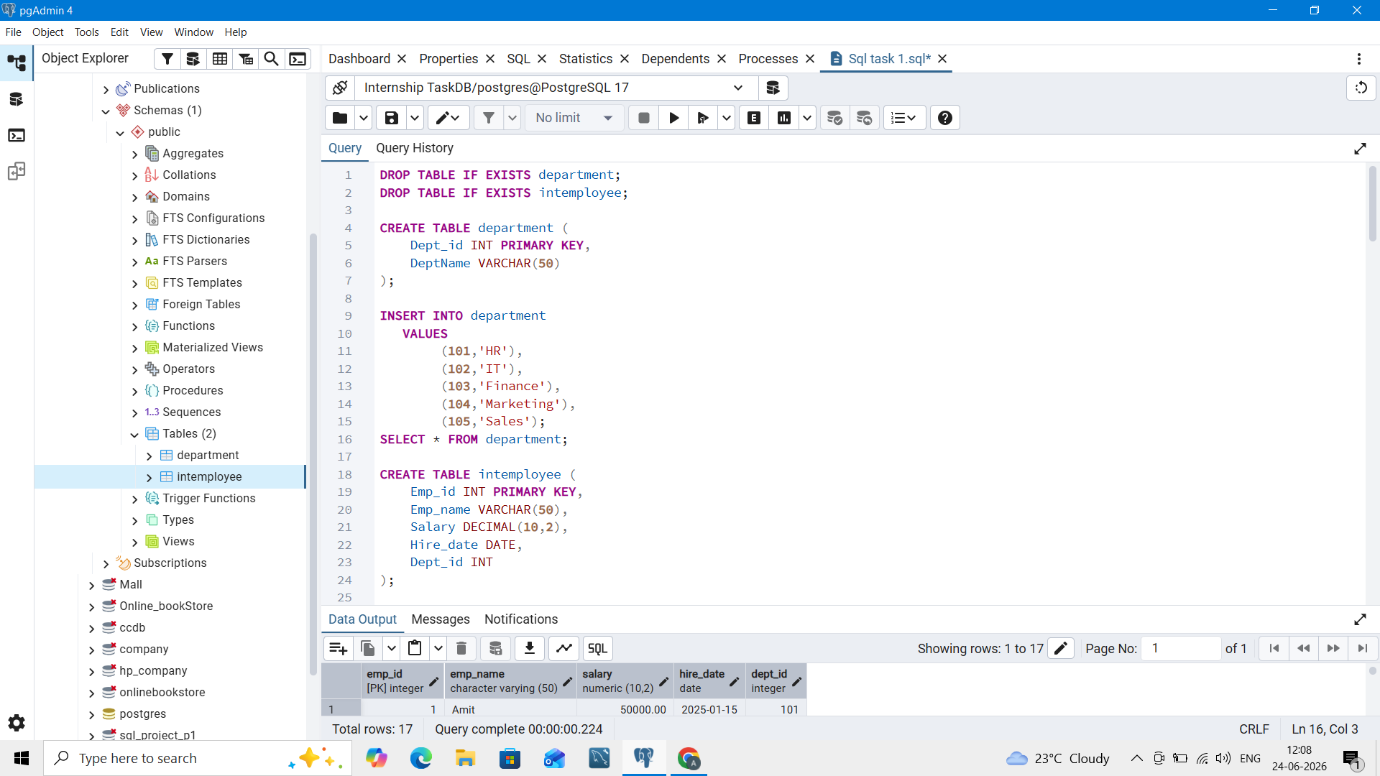 pgAdmin 4
File Object Tools Edit View Window Help
Object Explorer
Publications
Schemas (1)
public
Aggregates
Collations
Domains
FTS Configurations
FTS Dictionaries
FTS Parsers
FTS Templates
Foreign Tables
Functions
Materialized Views
Operators
Procedures
1..3 Sequences
Tables (2)
department
intemployee
Trigger Functions
Types
Views
Subscriptions
Mall
Online_bookStore
ccdb
company
hp_company
onlinebookstore
postgres
sql_project_p1
Dashboard Properties SQL Statistics Dependents Processes Sql task 1.sql*
Internship TaskDB/postgres@PostgreSQL 17
No limit
Query Query History
1 DROP TABLE IF EXISTS department;
2 DROP TABLE IF EXISTS intemployee;
3
4 CREATE TABLE department (
5 Dept_id INT PRIMARY KEY,
6 DeptName VARCHAR(50)
7 );
8
9 INSERT INTO department
10 VALUES
11 (101,'HR'),
12 (102,'IT'),
13 (103,'Finance'),
14 (104,'Marketing'),
15 (105,'Sales');
16 SELECT * FROM department;
17
18 CREATE TABLE intemployee (
19 Emp_id INT PRIMARY KEY,
20 Emp_name VARCHAR(50),
21 Salary DECIMAL(10,2),
22 Hire_date DATE,
23 Dept_id INT
24 );
25
Data Output Messages Notifications
SQL Showing rows: 1 to 17 Page No: 1 of 1
emp_id emp_name salary hire_date dept_id
[PK] integer character varying (50) numeric (10,2) date integer
1 1 Amit 50000.00 2025-01-15 101
Total rows: 17 Query complete 00:00:00.224 CRLF Ln 16, Col 3
Type here to search
23°C Cloudy ENG 12:08
24-06-2026 1